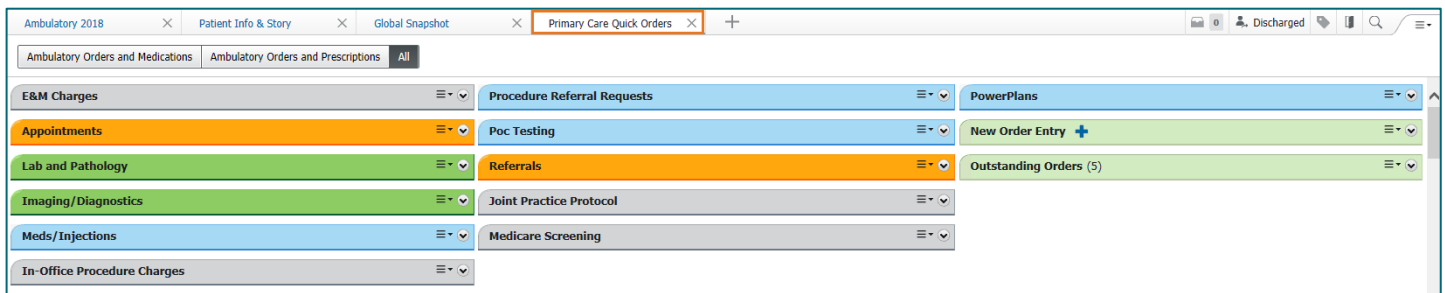 Ambulatory 2018 Patient Info & Story Global Snapshot Primary Care Quick Orders 0 Discharged
Ambulatory Orders and Medications Ambulatory Orders and Prescriptions All
E&M Charges Procedure Referral Requests PowerPlans
Appointments Poc Testing New Order Entry
Lab and Pathology Referrals Outstanding Orders (5)
Imaging/Diagnostics Joint Practice Protocol
Meds/Injections Medicare Screening
In-Office Procedure Charges